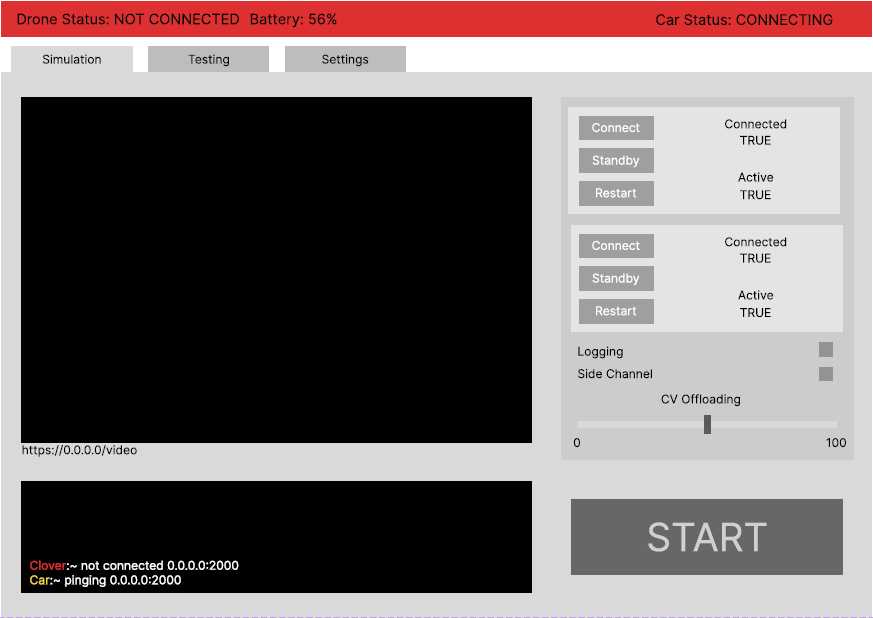 Drone Status: NOT CONNECTED Battery: 56% Car Status: CONNECTING
Simulation Testing Settings
Connect
Standby
Restart
Connected
TRUE
Active
TRUE
Connect
Standby
Restart
Connected
TRUE
Active
TRUE
Logging
Side Channel
CV Offloading
0 100
https://0.0.0.0/video
Clover:~ not connected 0.0.0.0:2000
Car:~ pinging 0.0.0.0:2000
START